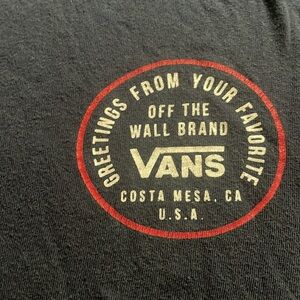 GREETINGS FROM YOUR FAVORITE
OFF THE
WALL BRAND
VANS
COSTA MESA, CA
U.S.A.